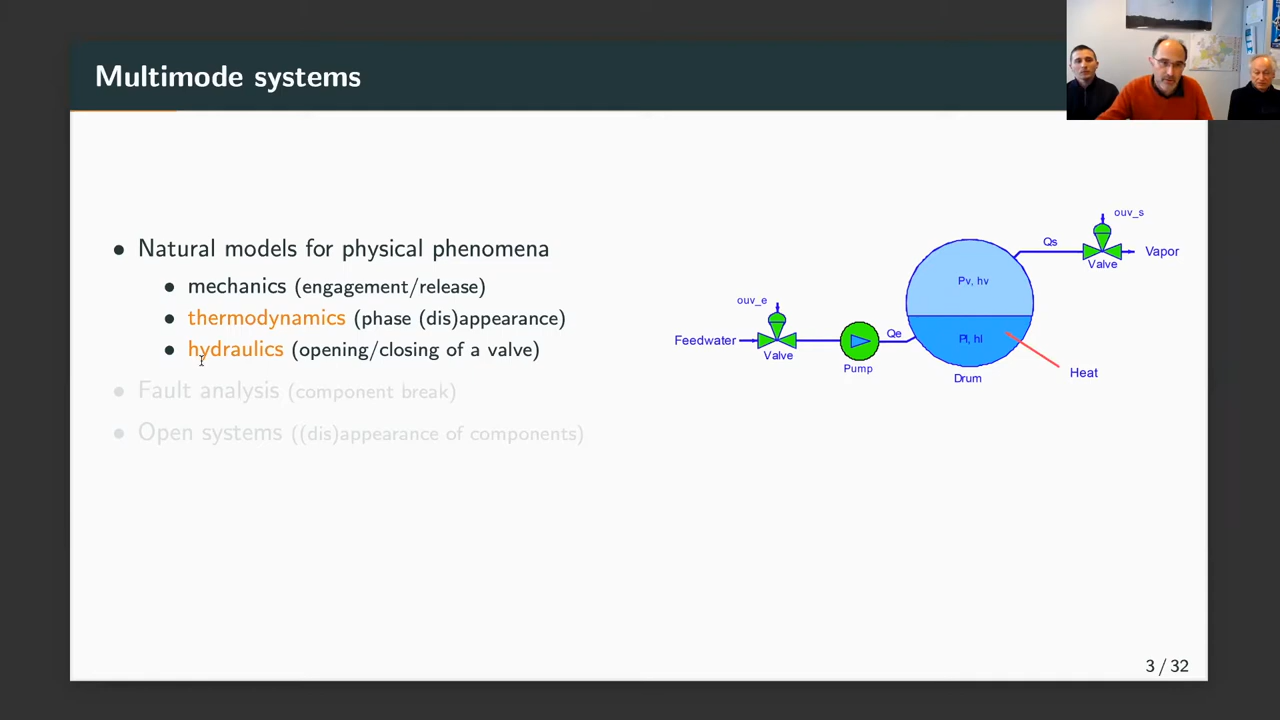 Multimode systems
• Natural models for physical phenomena
• mechanics (engagement/release)
• thermodynamics (phase (dis)appearance)
• hydraulics (opening/closing of a valve)
• Fault analysis (component break)
• Open systems ((dis)appearance of components)
ouv_s
Qs
Vapor
Valve
Pv, hv
ouv_e
Feedwater
Valve
Qe
Pump
Pl, hl
Drum
Heat
3 / 32